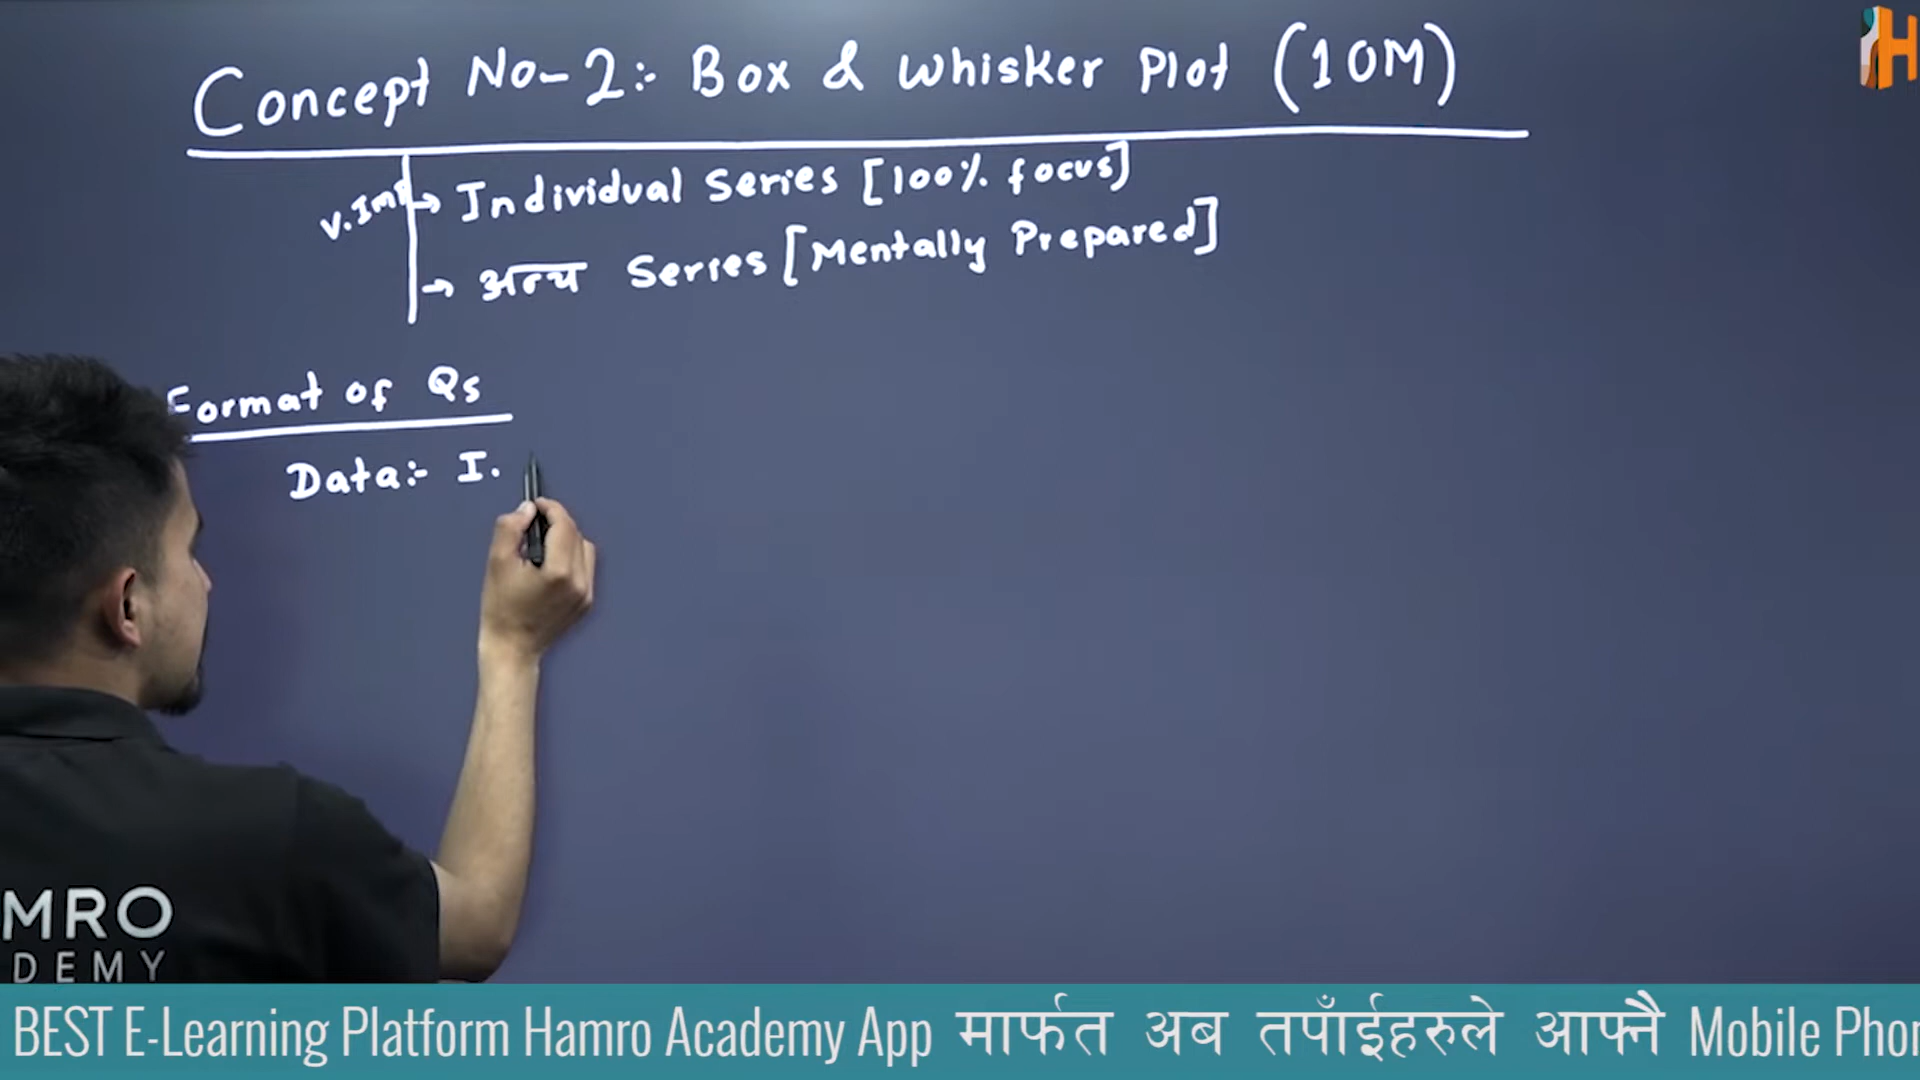 Concept No-2:- Box & Whisker Plot (10M)
V.Imt → Individual Series [100% focus]
→ अन्य Series [Mentally Prepared]
Format of Qs
Data:- I.
MRO
DEMY
H
BEST E-Learning Platform Hamro Academy App मार्फत अब तपाँईहरुले आफ्नै Mobile Phon